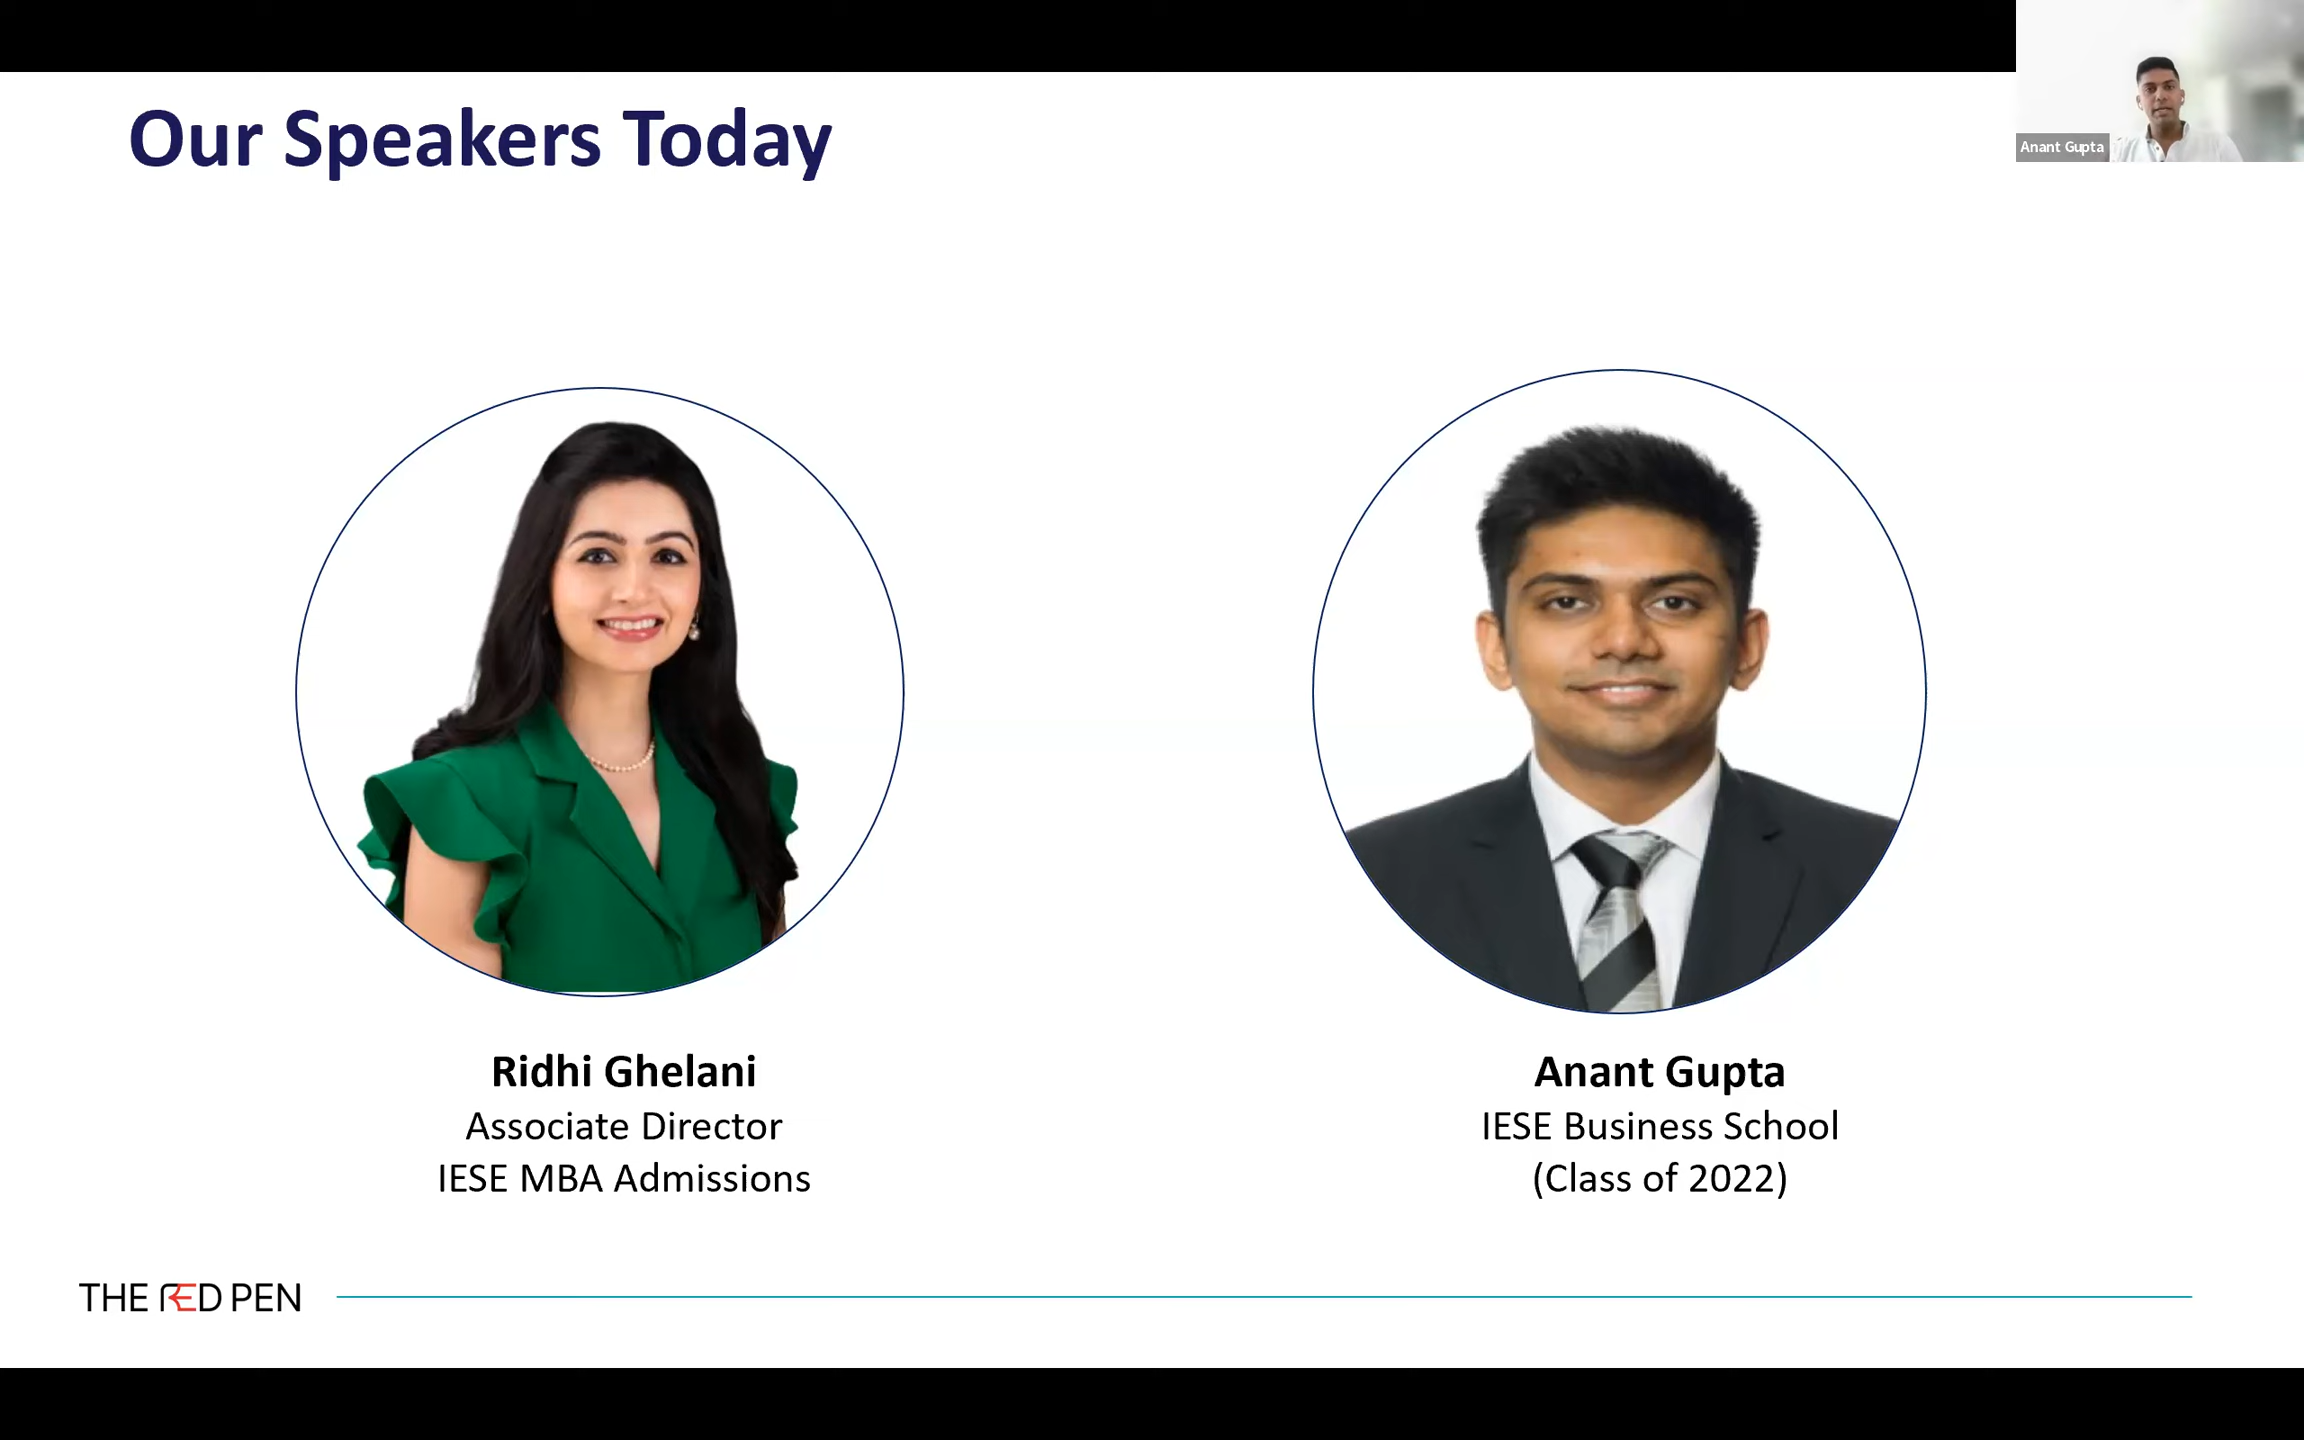 Our Speakers Today
Anant Gupta
Ridhi Ghelani
Associate Director
IESE MBA Admissions
Anant Gupta
IESE Business School
(Class of 2022)
THE RED PEN